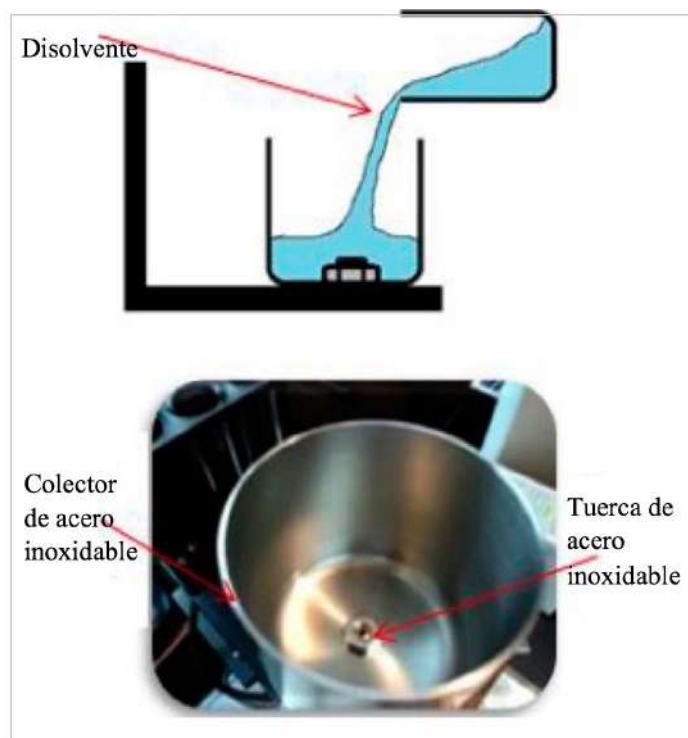 Disolvente
Colector
de acero
inoxidable
Tuerca de
acero
inoxidable